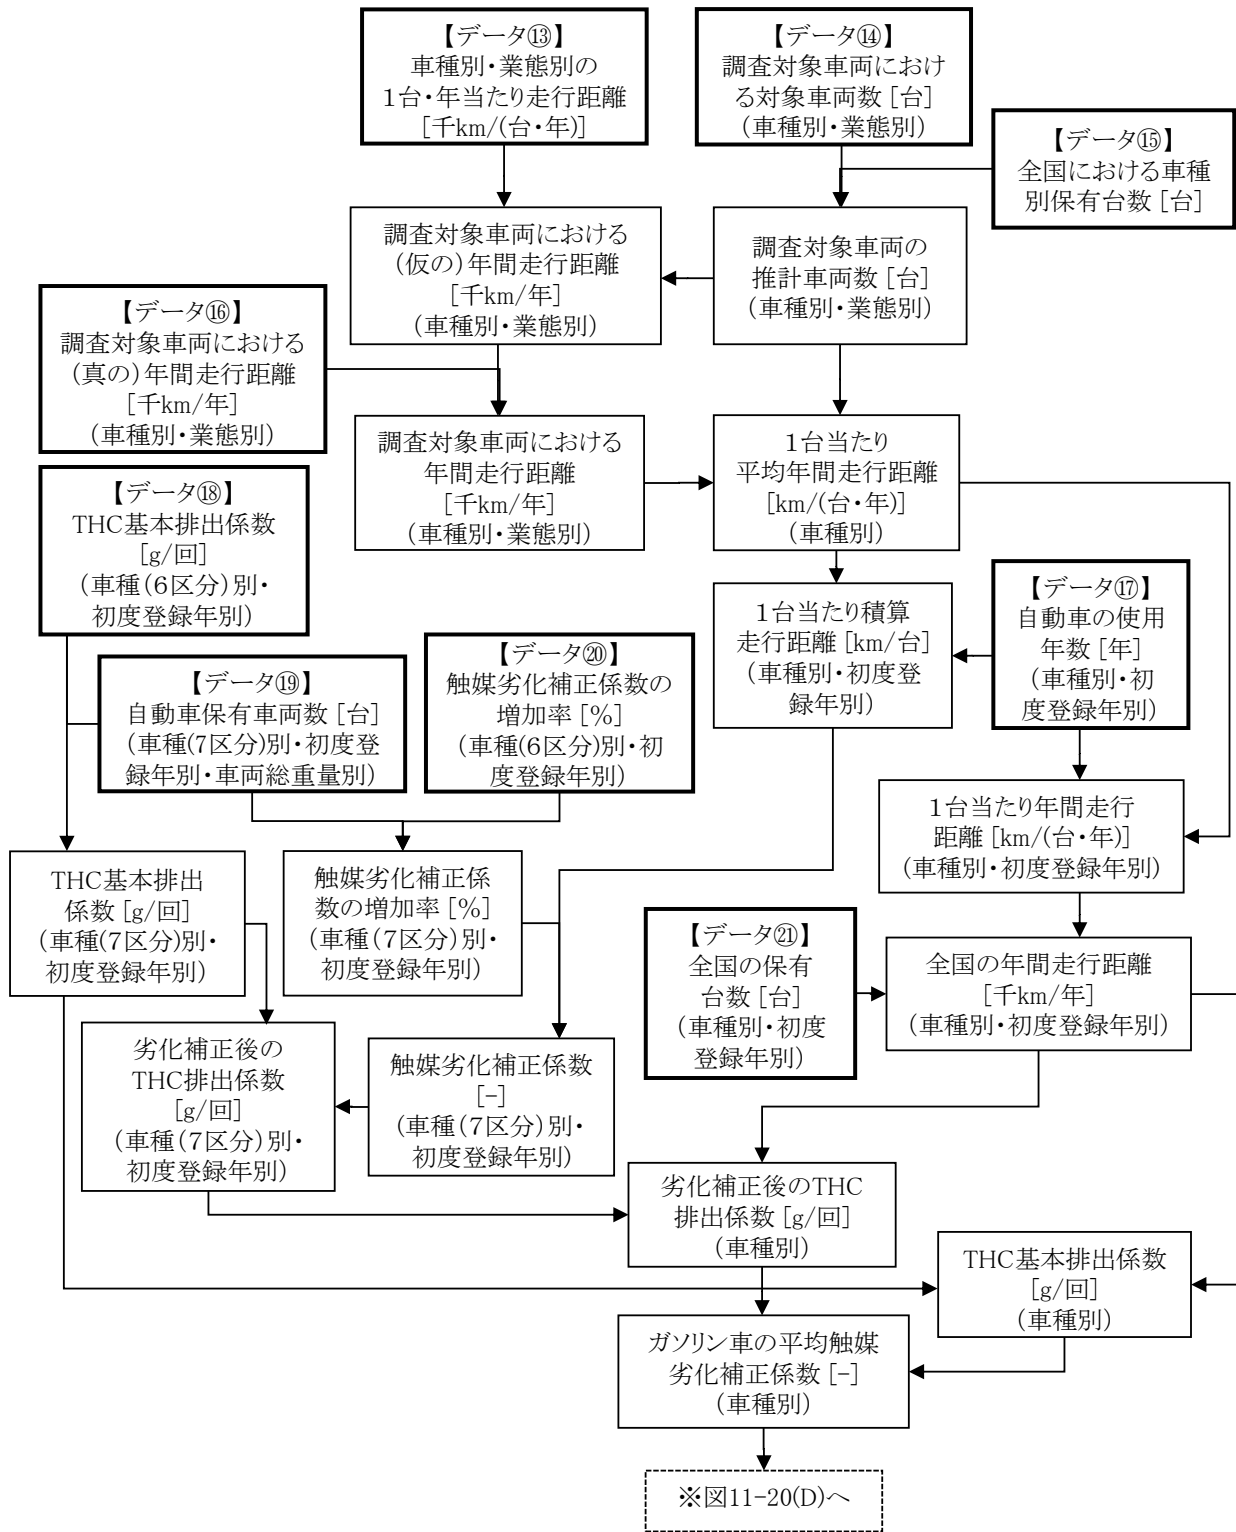 【データ⑬】
車種別・業態別の
1台・年当たり走行距離
[千km/(台・年)]
【データ⑭】
調査対象車両におけ
る対象車両数[台]
(車種別・業態別)
【データ⑮】
全国における車種
別保有台数[台]
調査対象車両における
(仮の)年間走行距離
[千km/年]
(車種別・業態別)
調査対象車両の
推計車両数[台]
(車種別・業態別)
【データ⑯】
調査対象車両における
(真の)年間走行距離
[千km/年]
(車種別・業態別)
調査対象車両における
年間走行距離
[千km/年]
(車種別・業態別)
1台当たり
平均年間走行距離
[km/(台・年)]
(車種別)
【データ⑱】
THC基本排出係数
[g/回]
(車種(6区分)別・
初度登録年別)
1台当たり積算
走行距離[km/台]
(車種別・初度登
録年別)
【データ⑰】
自動車の使用
年数[年]
(車種別・初
度登録年別)
【データ⑲】
自動車保有車両数[台]
(車種(7区分)別・初度登
録年別・車両総重量別)
【データ⑳】
触媒劣化補正係数の
増加率[%]
(車種(6区分)別・初
度登録年別)
1台当たり年間走行
距離[km/(台・年)]
(車種別・初度登録年別)
THC基本排出
係数[g/回]
(車種(7区分)別・
初度登録年別)
触媒劣化補正係
数の増加率[%]
(車種(7区分)別・
初度登録年別)
【データ㉑】
全国の保有
台数[台]
(車種別・初度
登録年別)
全国の年間走行距離
[千km/年]
(車種別・初度登録年別)
劣化補正後の
THC排出係数
[g/回]
(車種(7区分)別・
初度登録年別)
触媒劣化補正係数
[-]
(車種(7区分)別・
初度登録年別)
劣化補正後のTHC
排出係数[g/回]
(車種別)
THC基本排出係数
[g/回]
(車種別)
ガソリン車の平均触媒
劣化補正係数[-]
(車種別)
※図11-20(D)へ